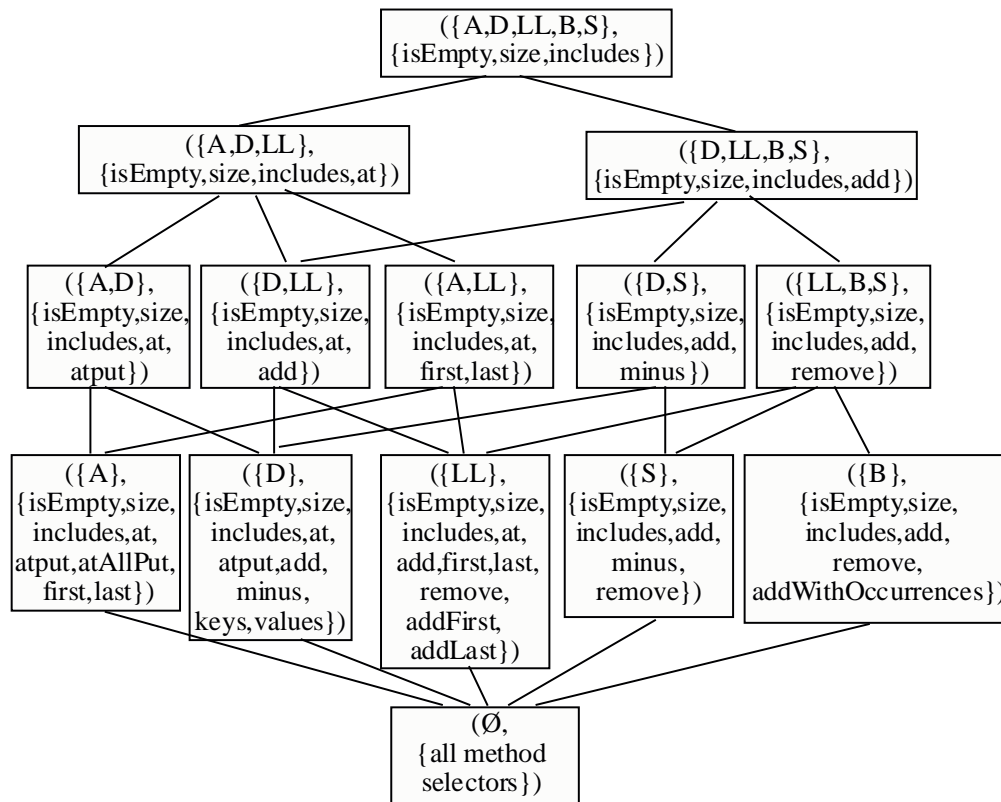 ({A,D,LL,B,S},
{isEmpty,size,includes})
({A,D,LL},
{isEmpty,size,includes,at})
({D,LL,B,S},
{isEmpty,size,includes,add})
({A,D},
{isEmpty,size,
includes,at,
atput})
({D,LL},
{isEmpty,size,
includes,at,
add})
({A,LL},
{isEmpty,size,
includes,at,
first,last})
({D,S},
{isEmpty,size,
includes,add,
minus})
({LL,B,S},
{isEmpty,size,
includes,add,
remove})
({A},
{isEmpty,size,
includes,at,
atput,atAllPut,
first,last})
({D},
{isEmpty,size,
includes,at,
atput,add,
minus,
keys,values})
({LL},
{isEmpty,size,
includes,at,
add,first,last,
remove,
addFirst,
addLast})
({S},
{isEmpty,size,
includes,add,
minus,
remove})
({B},
{isEmpty,size,
includes,add,
remove,
addWithOccurrences})
(Ø,
{all method
selectors})